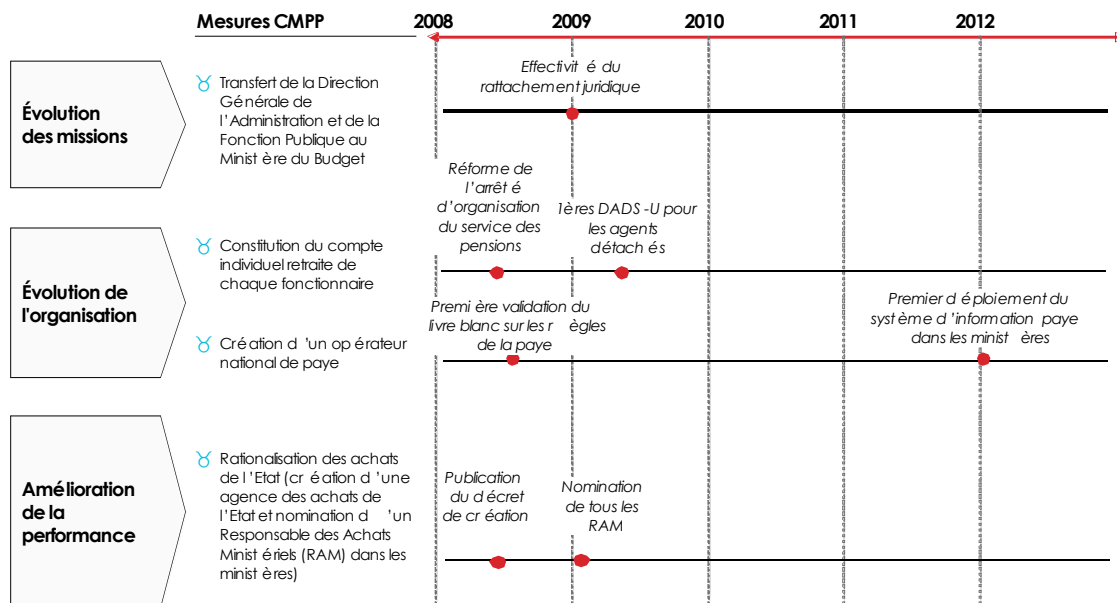 Mesures CMPP 2008 2009 2010 2011 2012
Évolution
des missions
Transfert de la Direction
Générale de
l'Administration et de la
Fonction Publique au
Minist ère du Budget
Effectivit é du
rattachement juridique
Évolution de
l'organisation
Constitution du compte
individuel retraite de
chaque fonctionnaire
Réforme de
l'arrêt é
d'organisation
du service des
pensions
1ères DADS -U pour
les agents
détach és
Cr éation d 'un op érateur
national de paye
Premi ère validation du
livre blanc sur les r ègles
de la paye
Premier d éploiement du
système d 'information paye
dans les minist ères
Amélioration
de la
performance
Rationalisation des achats
de l 'Etat (cr éation d 'une
agence des achats de
l'Etat et nomination d 'un
Responsable des Achats
Minist ériels (RAM) dans les
minist ères)
Publication
du d écret
de cr éation
Nomination
de tous les
RAM